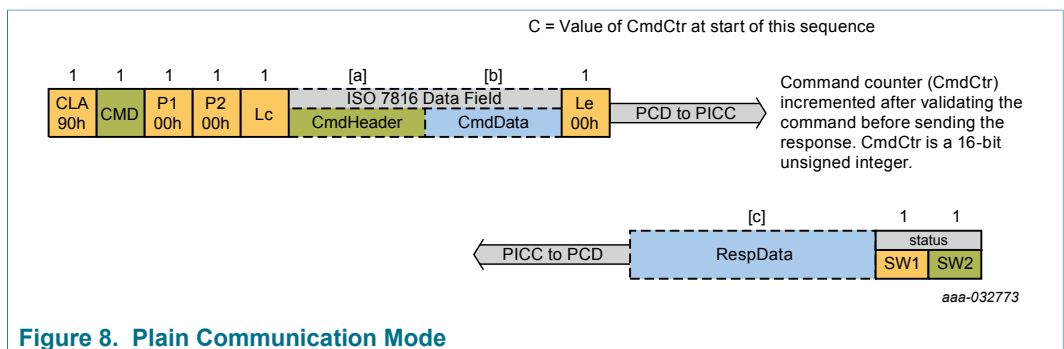 C = Value of CmdCtr at start of this sequence
1 1 1 1 1 [a] [b] 1
CLA 90h CMD P1 00h P2 00h Lc ISO 7816 Data Field CmdHeader CmdData Le 00h PCD to PICC
Command counter (CmdCtr)
incremented after validating the
command before sending the
response. CmdCtr is a 16-bit
unsigned integer.
[c] 1 1
PICC to PCD RespData status SW1 SW2
aaa-032773
Figure 8. Plain Communication Mode